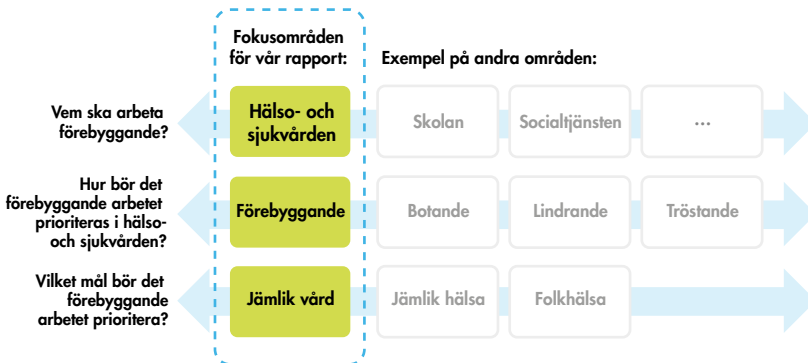 Fokusområden
för vår rapport:
Exempel på andra områden:
Vem ska arbeta
förebyggande?
Hälso- och
sjukvården
Skolan
Socialtjänsten
...
Hur bör det
förebyggande arbetet
prioriteras i hälso-
och sjukvården?
Förebyggande
Botande
Lindrande
Tröstande
Vilket mål bör det
förebyggande
arbetet prioritera?
Jämlik vård
Jämlik hälsa
Folkhälsa